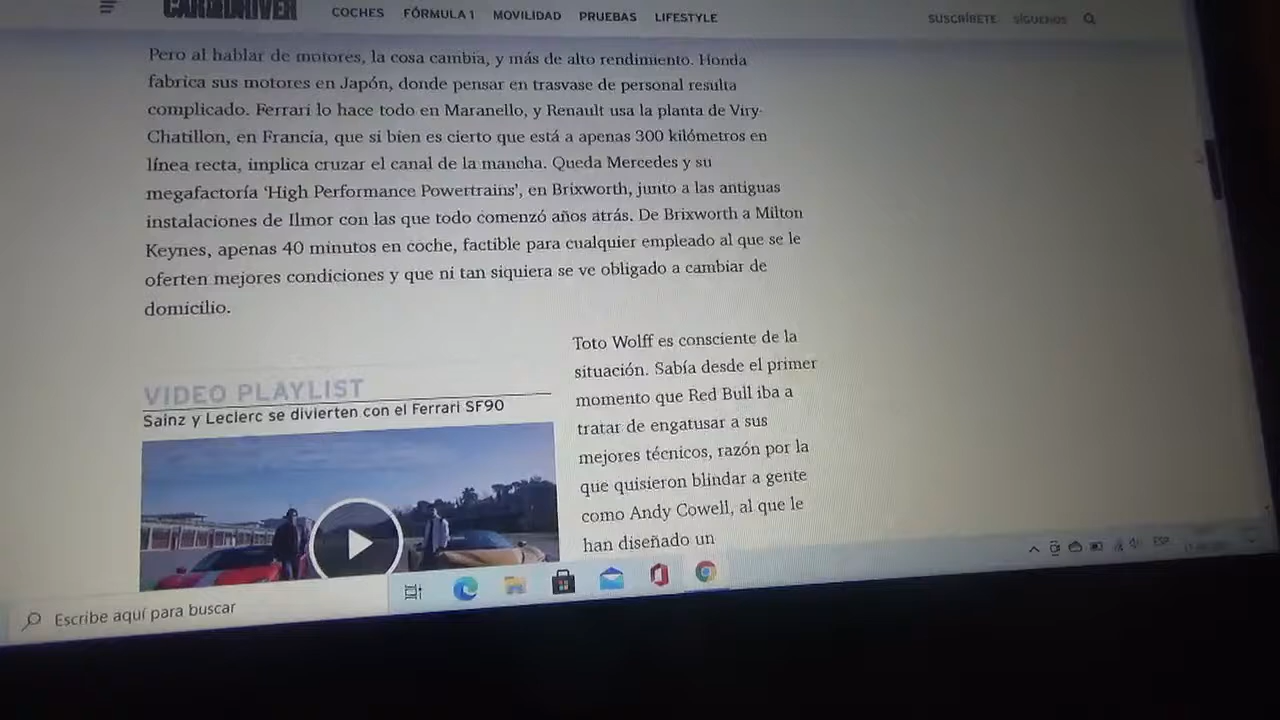 CAR AND DRIVER
COCHES FÓRMULA 1 MOVILIDAD PRUEBAS LIFESTYLE
SUSCRÍBETE SÍGUENOS
Pero al hablar de motores, la cosa cambia, y más de alto rendimiento. Honda
fabrica sus motores en Japón, donde pensar en trasvase de personal resulta
complicado. Ferrari lo hace todo en Maranello, y Renault usa la planta de Viry-
Chatillon, en Francia, que si bien es cierto que está a apenas 300 kilómetros en
línea recta, implica cruzar el canal de la mancha. Queda Mercedes y su
megafactoría ‘High Performance Powertrains’, en Brixworth, junto a las antiguas
instalaciones de Ilmor con las que todo comenzó años atrás. De Brixworth a Milton
Keynes, apenas 40 minutos en coche, factible para cualquier empleado al que se le
oferten mejores condiciones y que ni tan siquiera se ve obligado a cambiar de
domicilio.
VIDEO PLAYLIST
Sainz y Leclerc se divierten con el Ferrari SF90
Toto Wolff es consciente de la
situación. Sabía desde el primer
momento que Red Bull iba a
tratar de engatusar a sus
mejores técnicos, razón por la
que quisieron blindar a gente
como Andy Cowell, al que le
han diseñado un
Escribe aquí para buscar
ESP